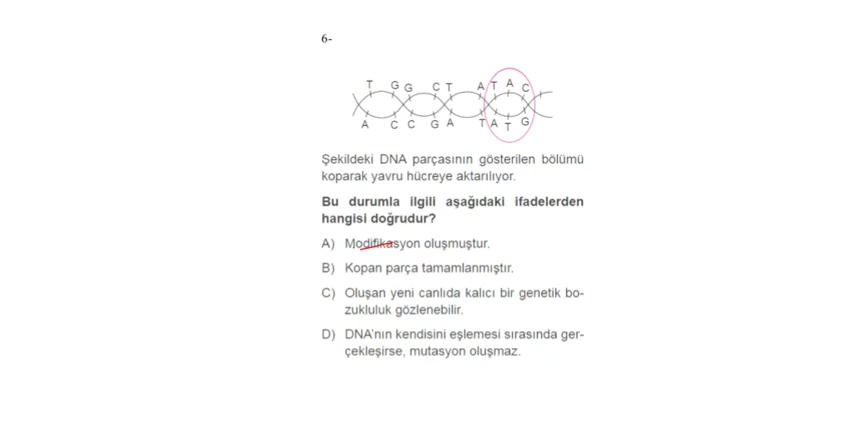 6-
T G G C T A T A C
A C C G A T A T G
Şekildeki DNA parçasının gösterilen bölümü
koparak yavru hücreye aktarılıyor.
Bu durumla ilgili aşağıdaki ifadelerden
hangisi doğrudur?
A) Modifikasyon oluşmuştur.
B) Kopan parça tamamlanmıştır.
C) Oluşan yeni canlıda kalıcı bir genetik bo-
zukluluk gözlenebilir.
D) DNA'nın kendisini eşlemesi sırasında ger-
çekleşirse, mutasyon oluşmaz.